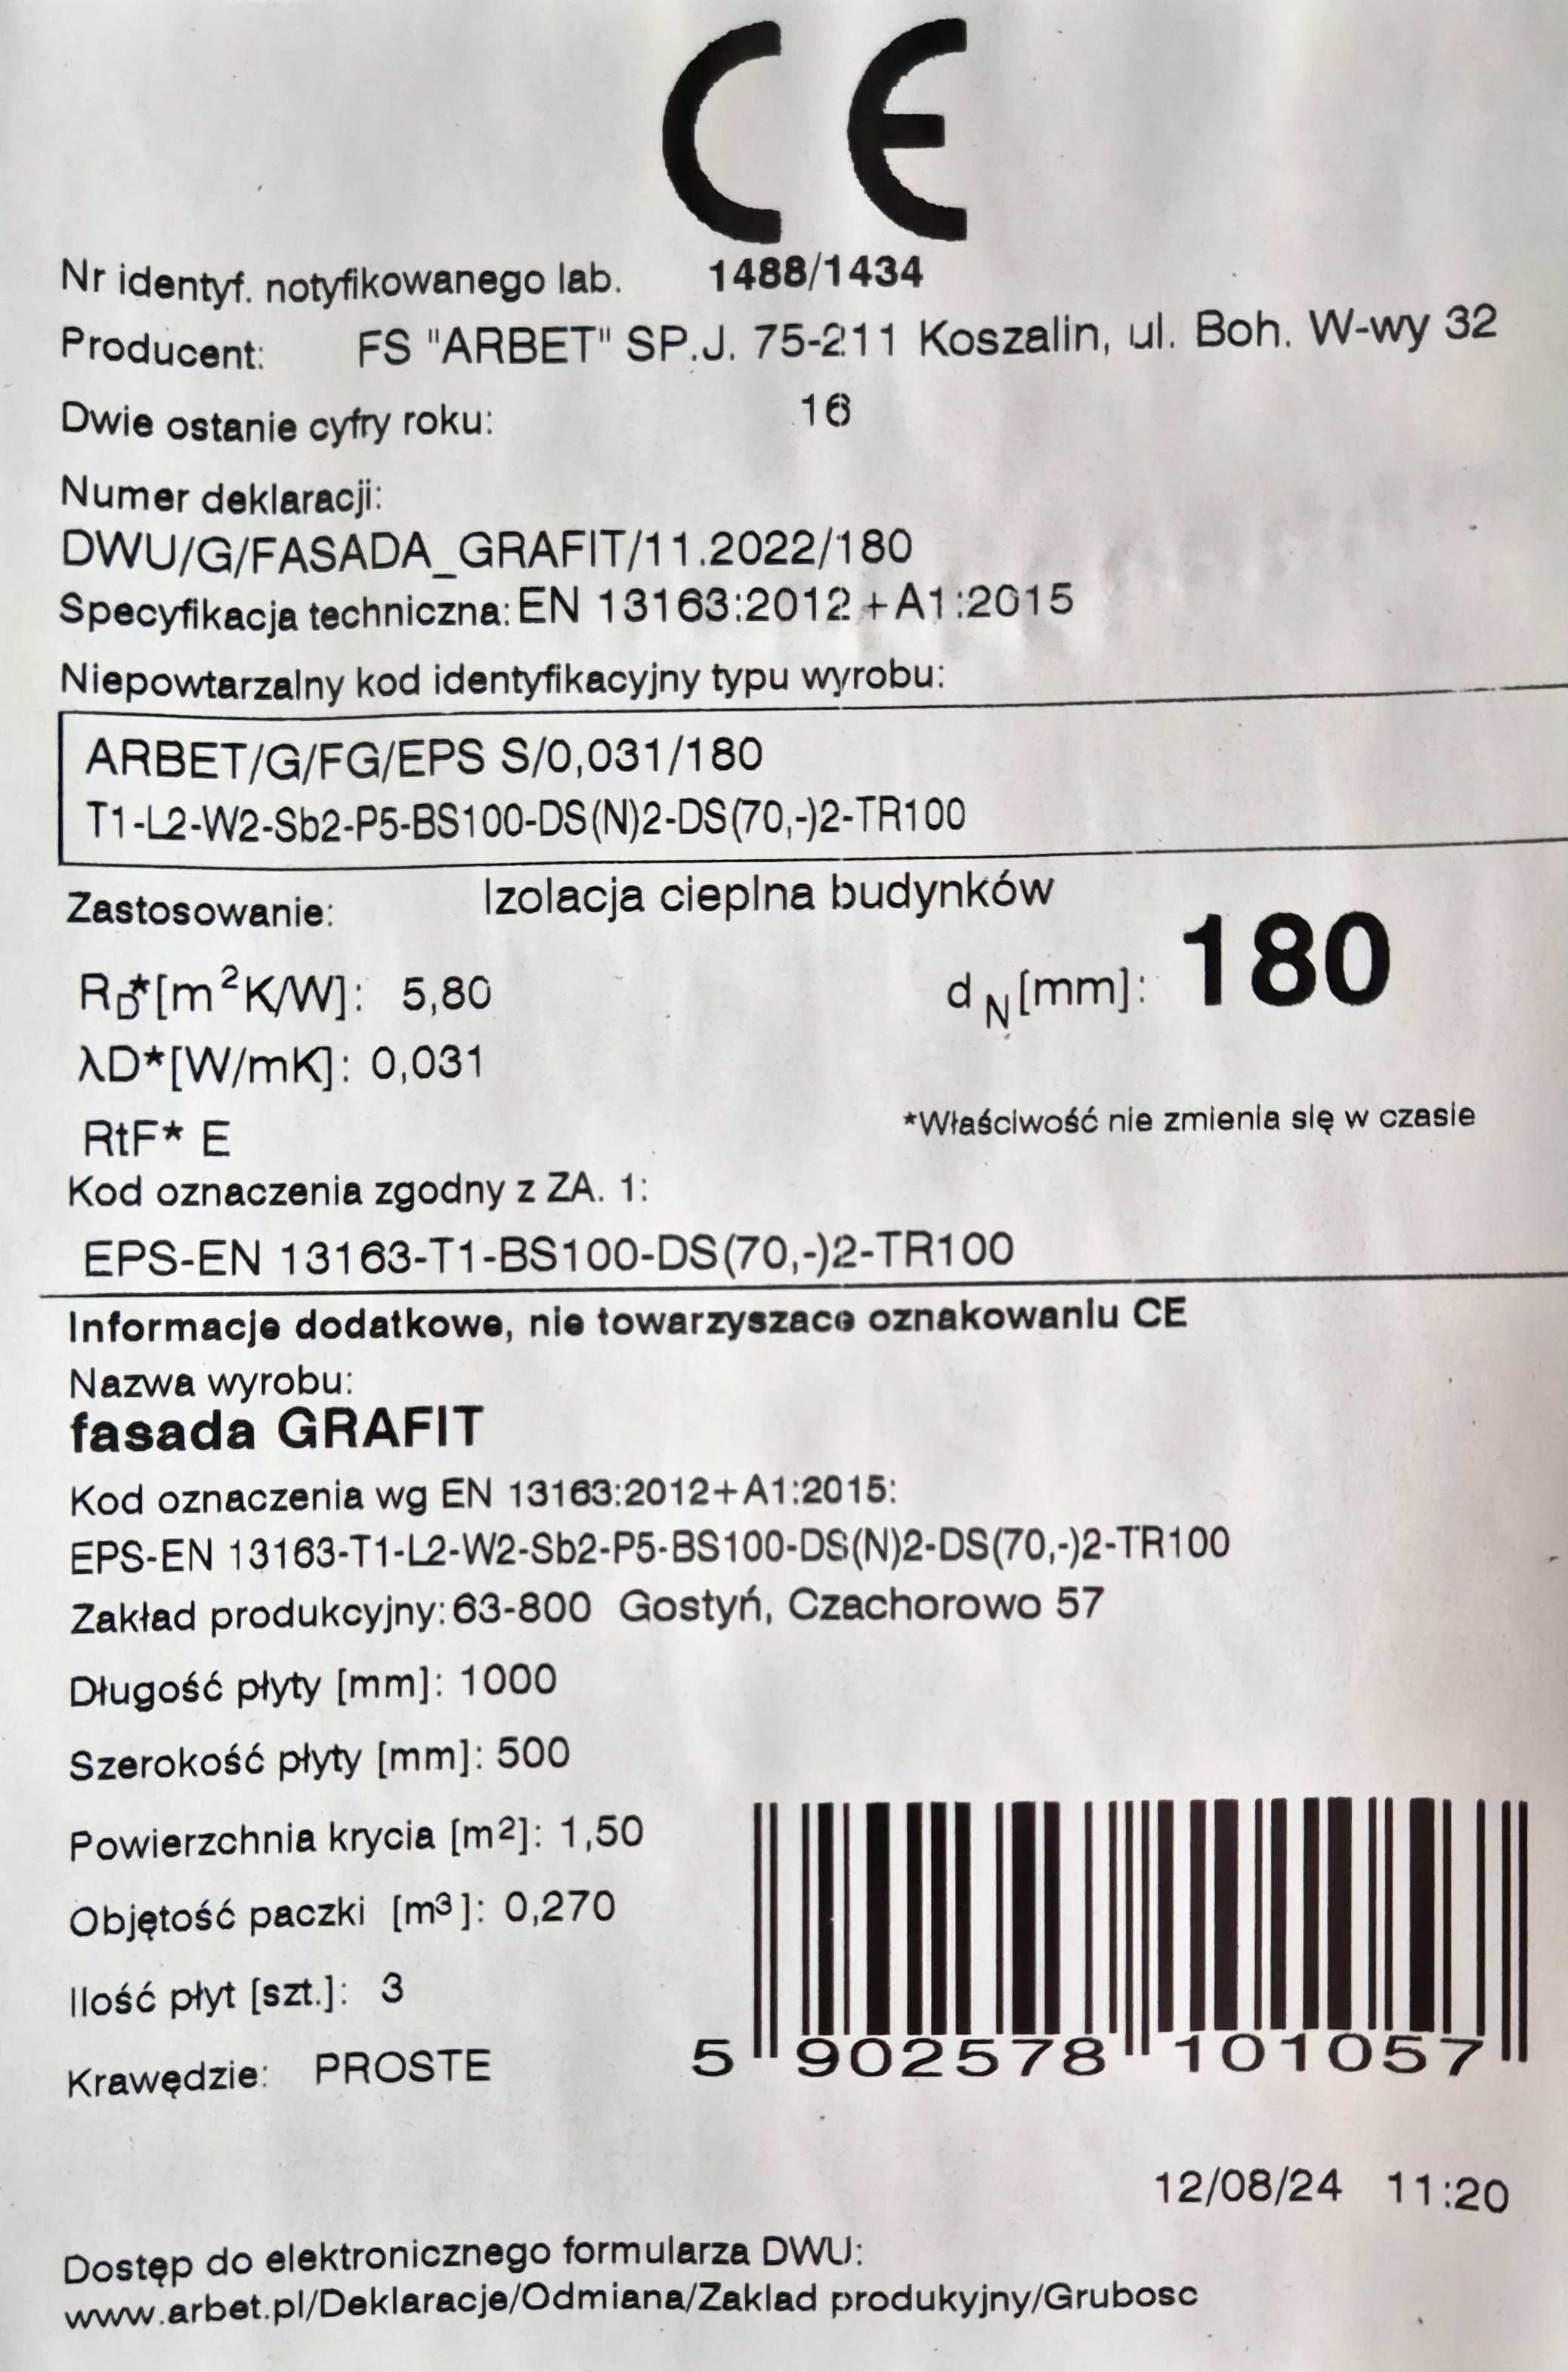 CE
Nr identyf. notyfikowanego lab. 1488/1434
Producent: FS "ARBET" SP.J. 75-211 Koszalin, ul. Boh. W-wy 32
Dwie ostanie cyfry roku: 16
Numer deklaracji:
DWU/G/FASADA_GRAFIT/11.2022/180
Specyfikacja techniczna: EN 13163:2012+A1:2015
Niepowtarzalny kod identyfikacyjny typu wyrobu:
ARBET/G/FG/EPS S/0,031/180
T1-L2-W2-Sb2-P5-BS100-DS(N)2-DS(70,-)2-TR100
Zastosowanie: Izolacja cieplna budynków
RD*[m²K/W]: 5,80 dN[mm]: 180
λD*[W/mK]: 0,031
*Właściwość nie zmienia się w czasie
RtF* E
Kod oznaczenia zgodny z ZA. 1:
EPS-EN 13163-T1-BS100-DS(70,-)2-TR100
Informacje dodatkowe, nie towarzyszace oznakowaniu CE
Nazwa wyrobu:
fasada GRAFIT
Kod oznaczenia wg EN 13163:2012+A1:2015:
EPS-EN 13163-T1-L2-W2-Sb2-P5-BS100-DS(N)2-DS(70,-)2-TR100
Zakład produkcyjny: 63-800 Gostyń, Czachorowo 57
Długość płyty [mm]: 1000
Szerokość płyty [mm]: 500
Powierzchnia krycia [m2]: 1,50
Objętość paczki [m3]: 0,270
Ilość płyt [szt.]: 3
Krawędzie: PROSTE
5 902578 101057
12/08/24 11:20
Dostęp do elektronicznego formularza DWU:
www.arbet.pl/Deklaracje/Odmiana/Zaklad produkyjny/Grubosc